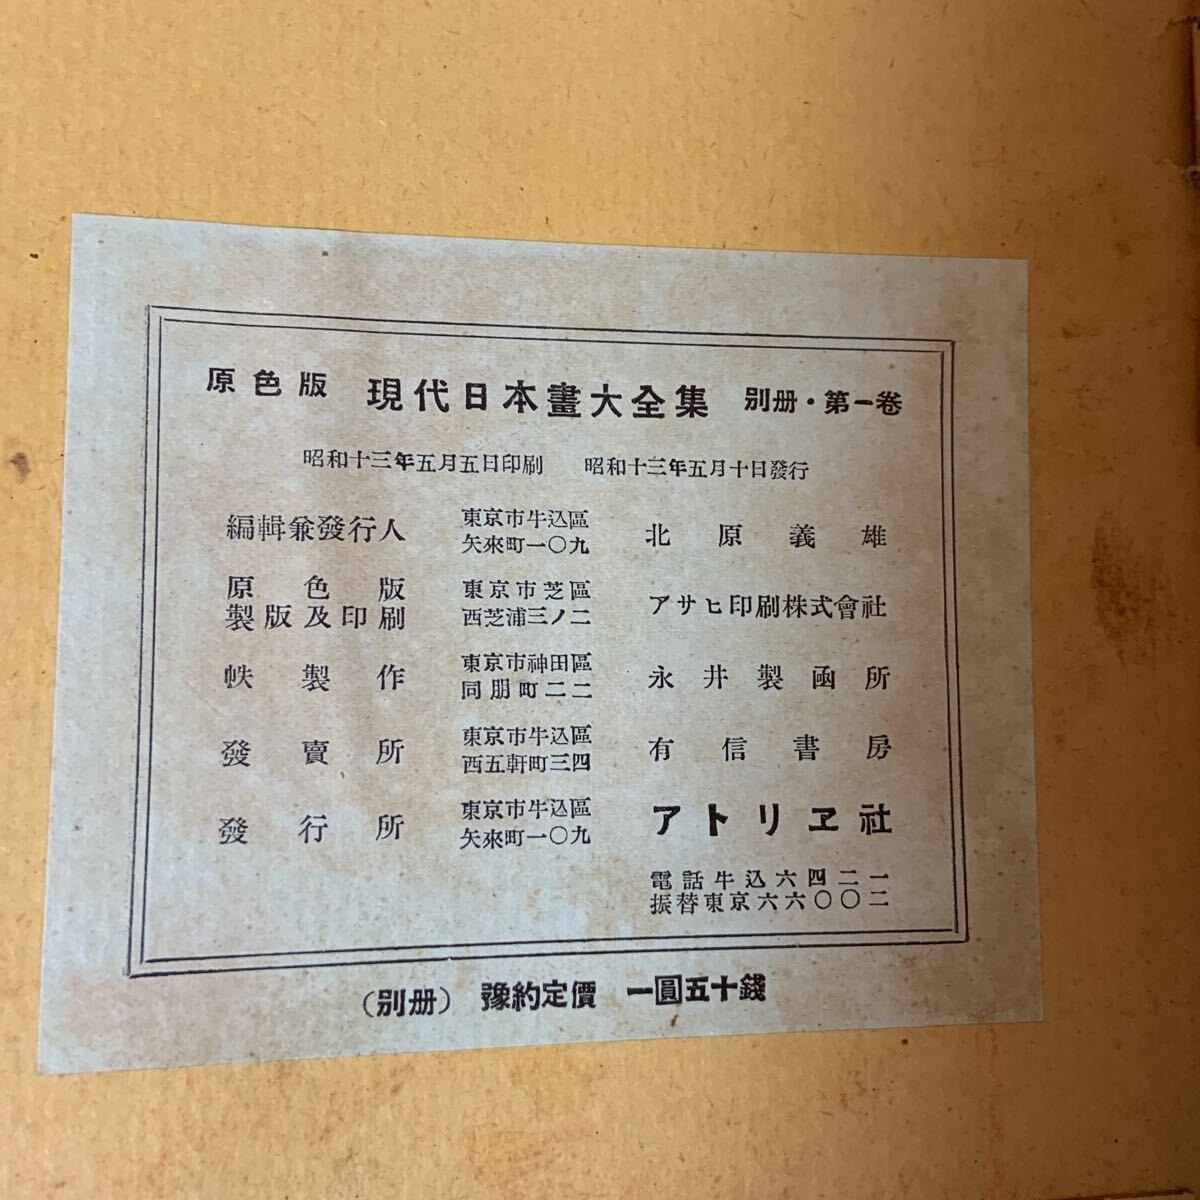 原色版 現代日本畫大全集 別册・第一卷
昭和十三年五月五日印刷 昭和十三年五月十日發行
編輯兼發行人 東京市牛込區矢來町一〇九 北原義雄
原色版製版及印刷 東京市芝區西芝浦三ノ二 アサヒ印刷株式會社
帙製作 東京市神田區同朋町二二 永井製凾所
發賣所 東京市牛込區西五軒町三四 有信書房
發行所 東京市牛込區矢來町一〇九 アトリヱ社
電話牛込六四二一
振替東京六六〇〇二
（別册） 豫約定價 一圓五十錢